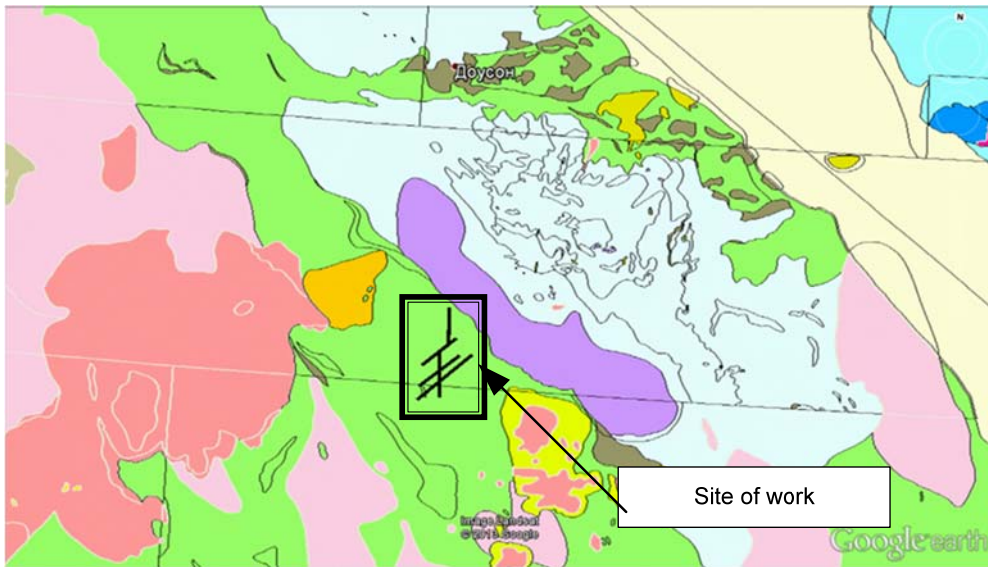 N
Доусон
Site of work
Image Landsat
© 2013 Google
Google earth